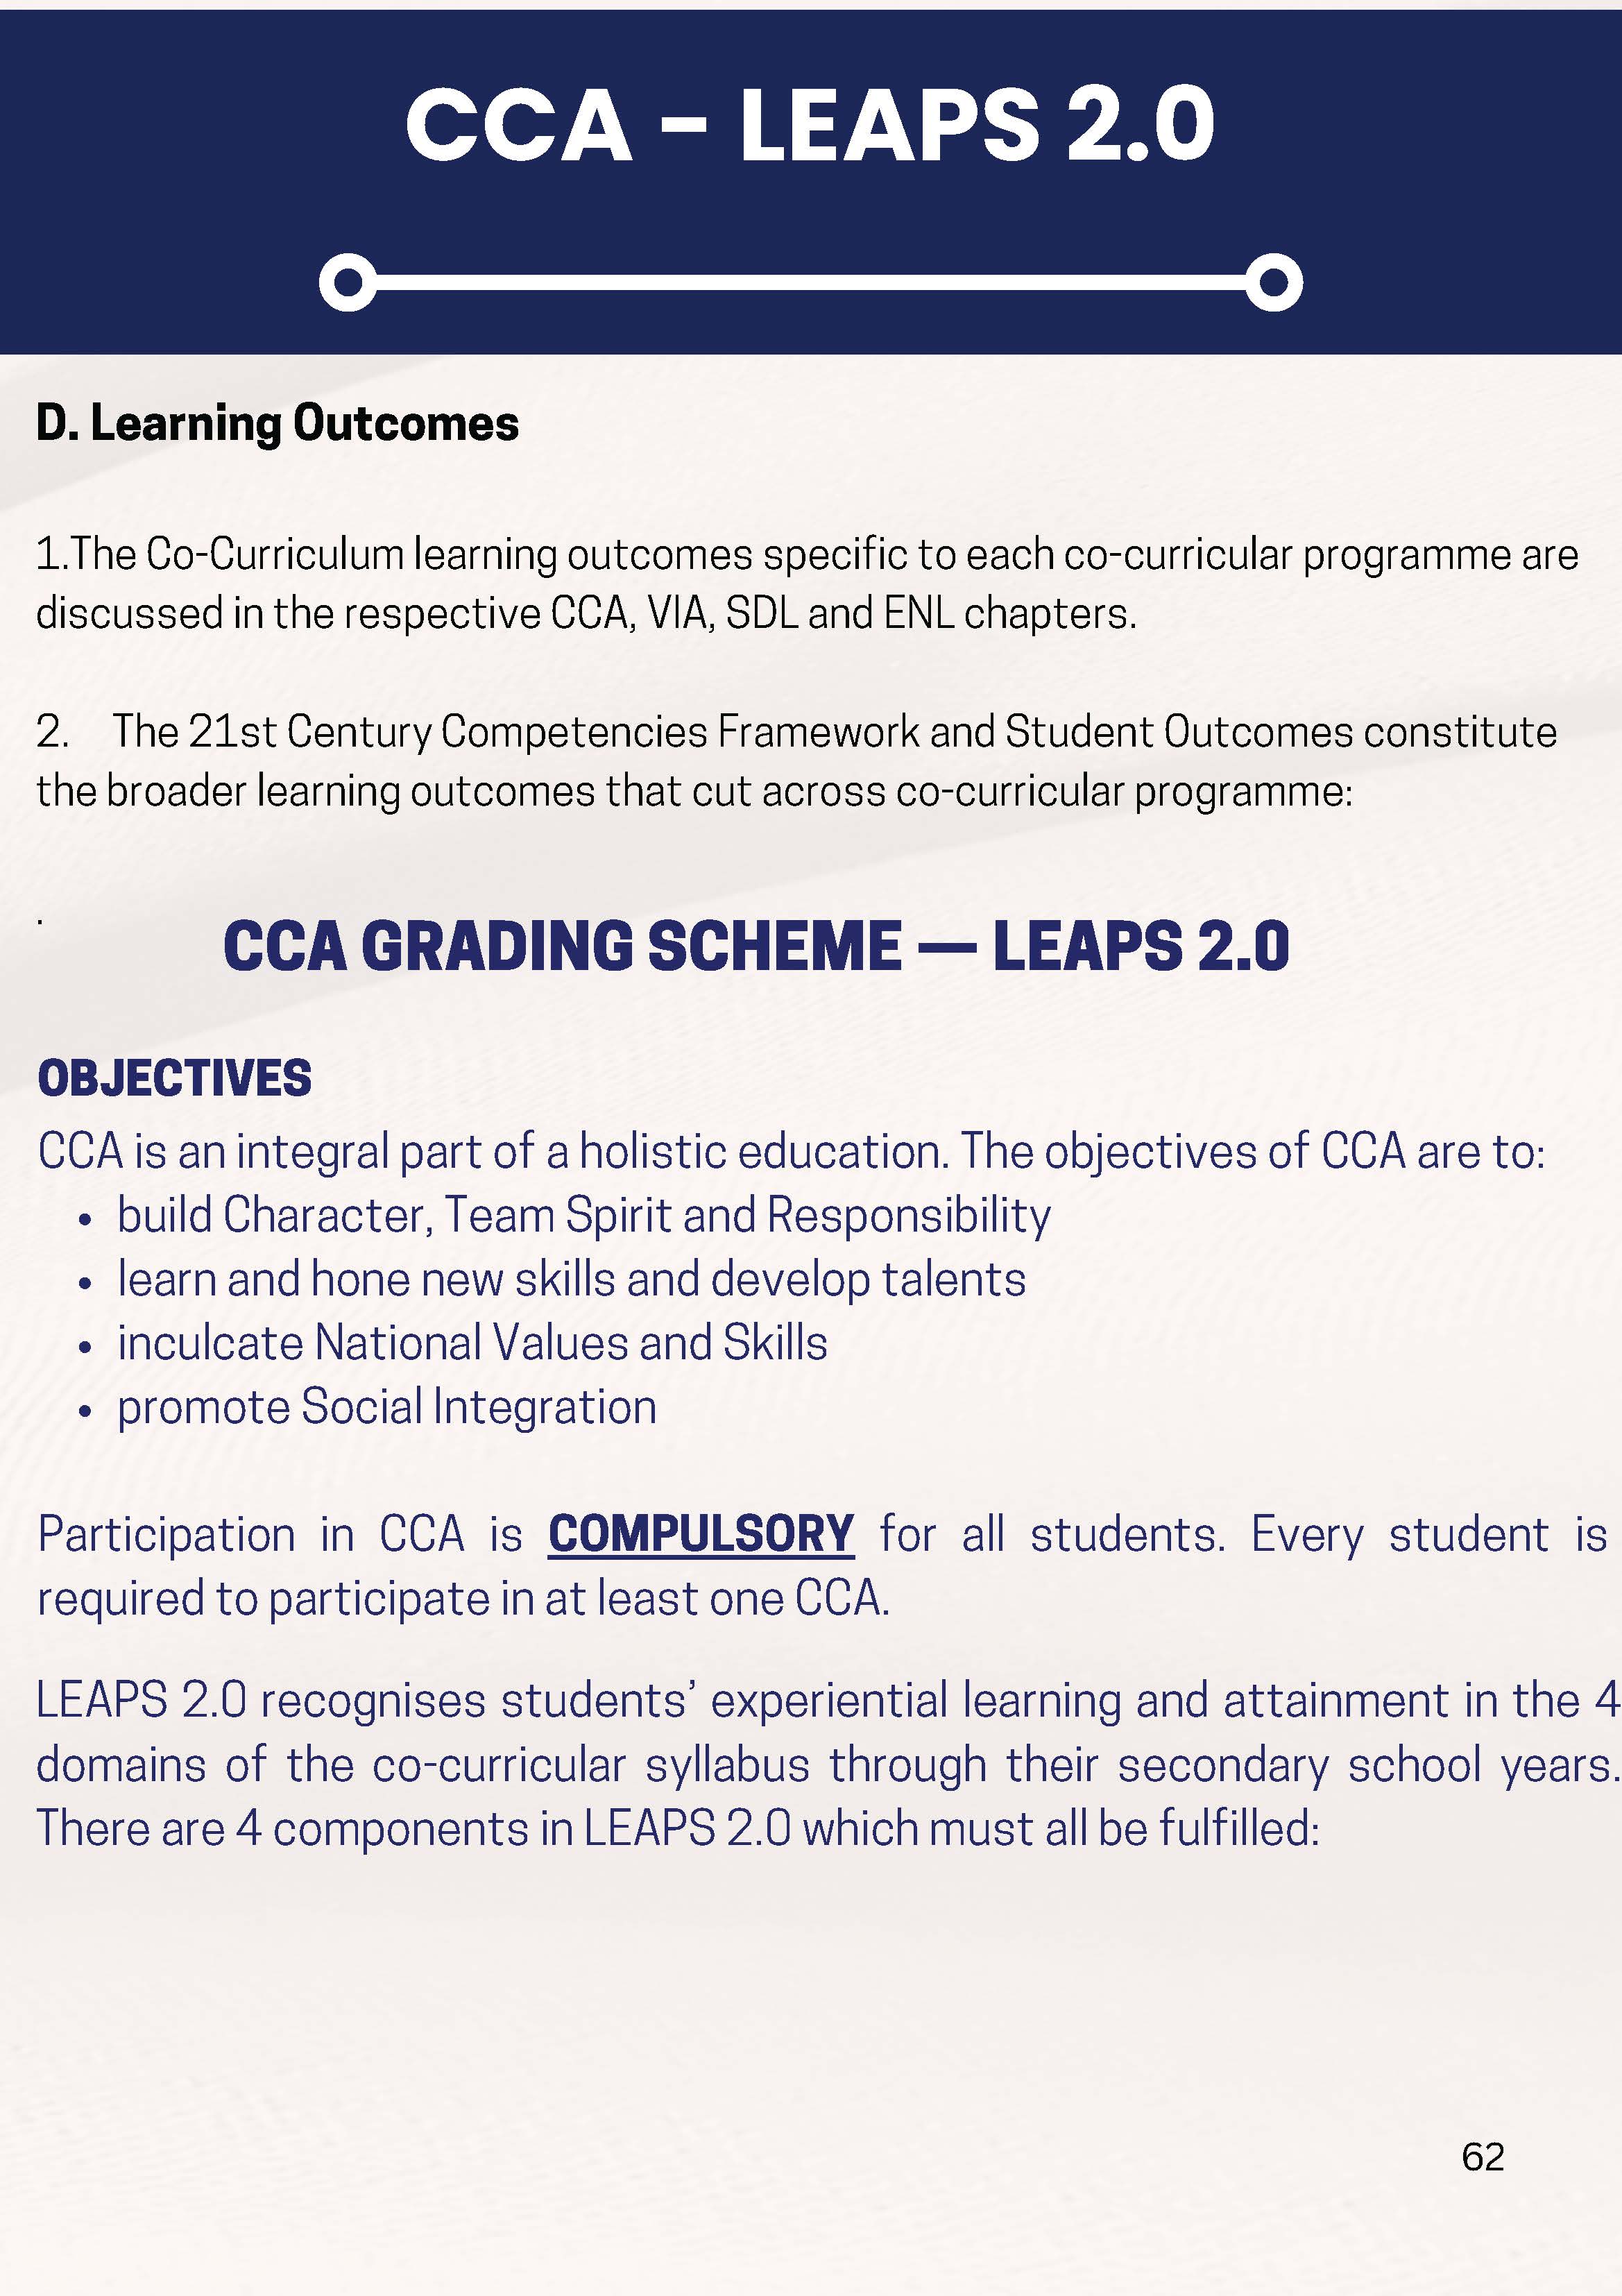 CCA – LEAPS 2.0
D. Learning Outcomes
1.The Co-Curriculum learning outcomes specific to each co-curricular programme are
discussed in the respective CCA, VIA, SDL and ENL chapters.
2. The 21st Century Competencies Framework and Student Outcomes constitute
the broader learning outcomes that cut across co-curricular programme:
.
CCA GRADING SCHEME — LEAPS 2.0
OBJECTIVES
CCA is an integral part of a holistic education. The objectives of CCA are to:
• build Character, Team Spirit and Responsibility
• learn and hone new skills and develop talents
• inculcate National Values and Skills
• promote Social Integration
Participation in CCA is COMPULSORY for all students. Every student is
required to participate in at least one CCA.
LEAPS 2.0 recognises students’ experiential learning and attainment in the 4
domains of the co-curricular syllabus through their secondary school years.
There are 4 components in LEAPS 2.0 which must all be fulfilled:
62